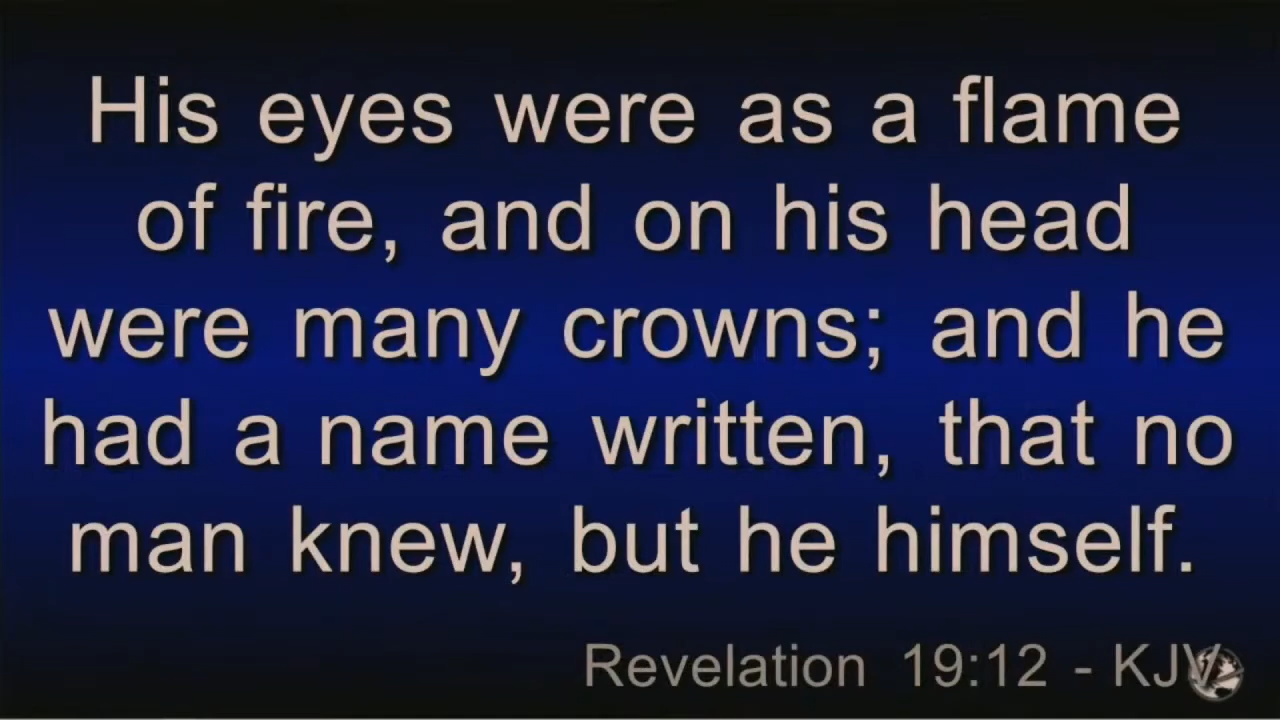 His eyes were as a flame
of fire, and on his head
were many crowns; and he
had a name written, that no
man knew, but he himself.
Revelation 19:12 - KJV